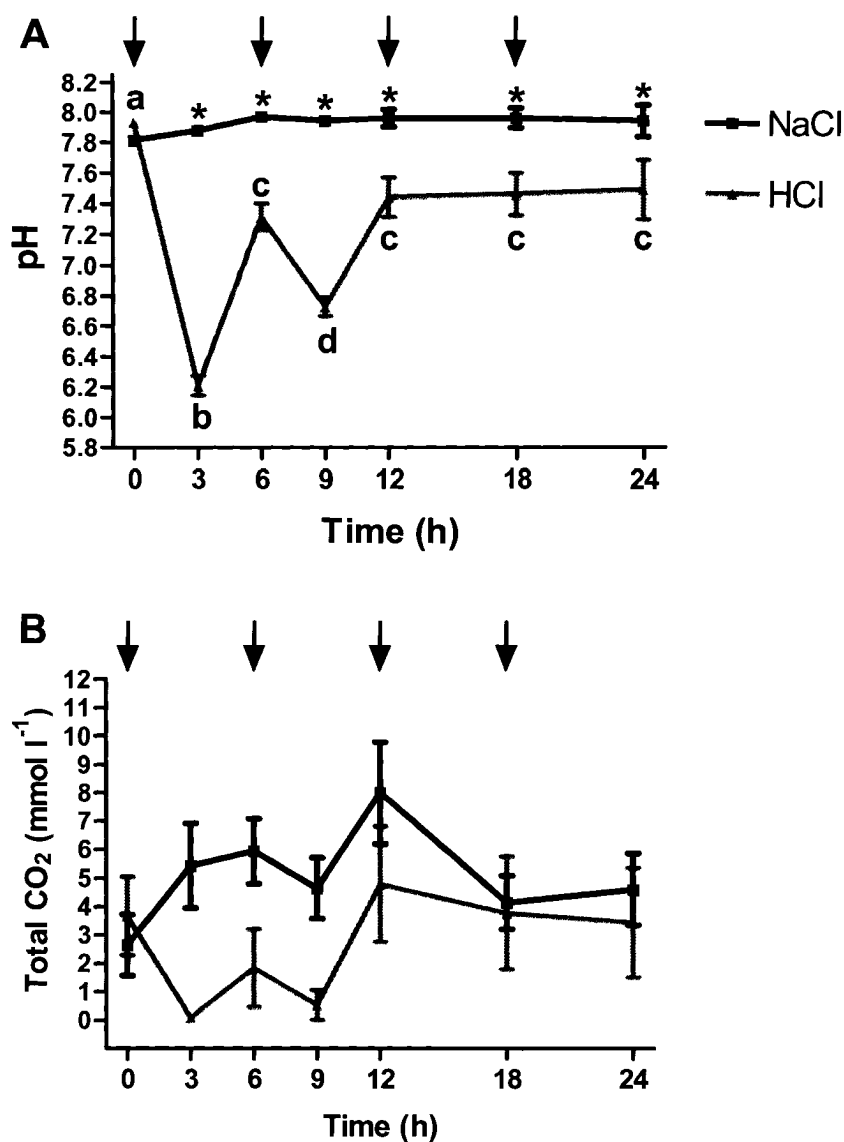 A
8.2
8.0
7.8
7.6
7.4
7.2
7.0
6.8
6.6
6.4
6.2
6.0
5.8
pH
a * * * * * *
c
b
d
c c c
NaCl
HCl
0 3 6 9 12 18 24
Time (h)
B
12
11
10
9
8
7
6
5
4
3
2
1
0
Total CO₂ (mmol l⁻¹)
0 3 6 9 12 18 24
Time (h)